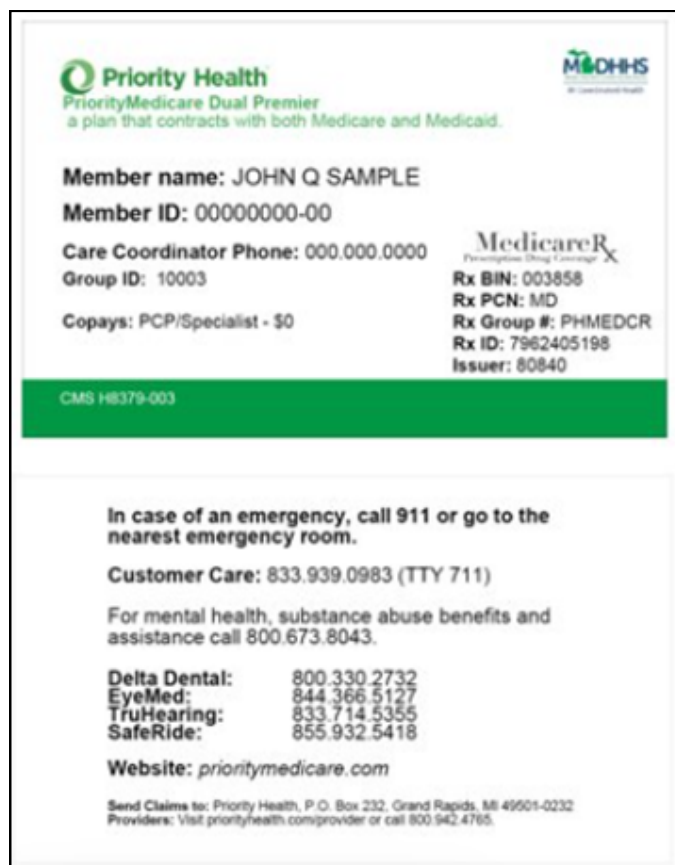 Priority Health
PriorityMedicare Dual Premier
a plan that contracts with both Medicare and Medicaid.
MDHHS
MI Coordinated Health
Member name: JOHN Q SAMPLE
Member ID: 00000000-00
Care Coordinator Phone: 000.000.0000
Group ID: 10003
Copays: PCP/Specialist - $0
MedicareRx
Prescription Drug Coverage
Rx BIN: 003858
Rx PCN: MD
Rx Group #: PHMEDCR
Rx ID: 7962405198
Issuer: 80840
CMS H8379-003
In case of an emergency, call 911 or go to the
nearest emergency room.
Customer Care: 833.939.0983 (TTY 711)
For mental health, substance abuse benefits and
assistance call 800.673.8043.
Delta Dental: 800.330.2732
EyeMed: 844.366.5127
TruHearing: 833.714.5355
SafeRide: 855.932.5418
Website: prioritymedicare.com
Send Claims to: Priority Health, P.O. Box 232, Grand Rapids, MI 49501-0232
Providers: Visit priorityhealth.com/provider or call 800.942.4765.